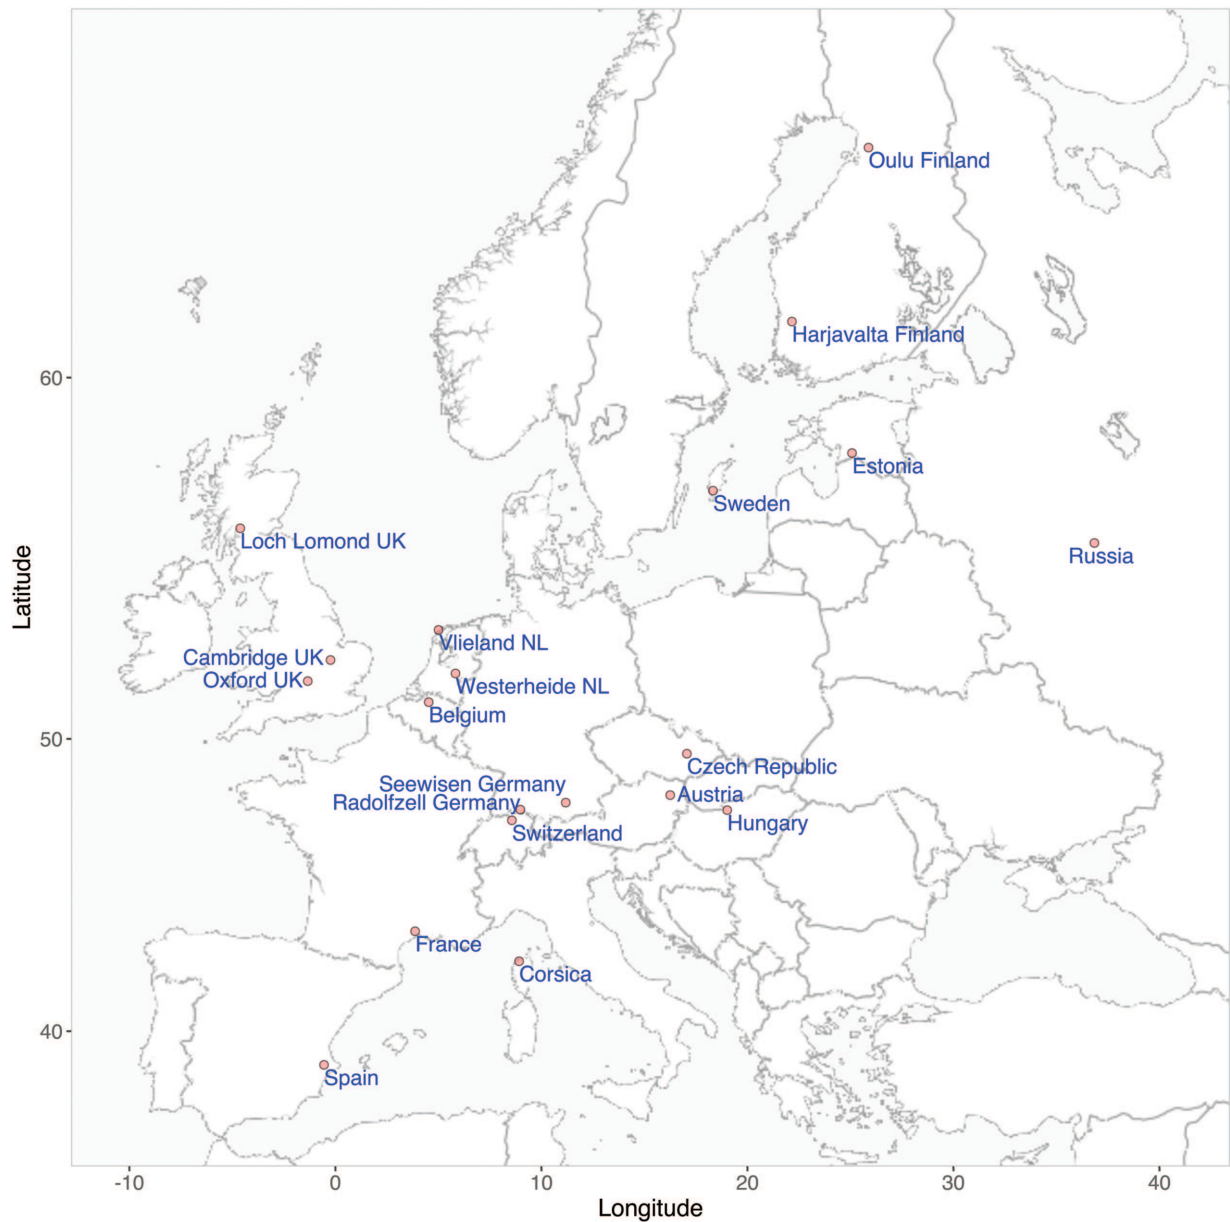 Oulu Finland
Harjavalta Finland
60
Estonia
Sweden
Loch Lomond UK
Russia
Latitude
Vlieland NL
Cambridge UK
Oxford UK
Westerheide NL
Belgium
50
Czech Republic
Seewisen Germany
Austria
Radolfzell Germany
Hungary
Switzerland
France
Corsica
40
Spain
-10 0 10 20 30 40
Longitude